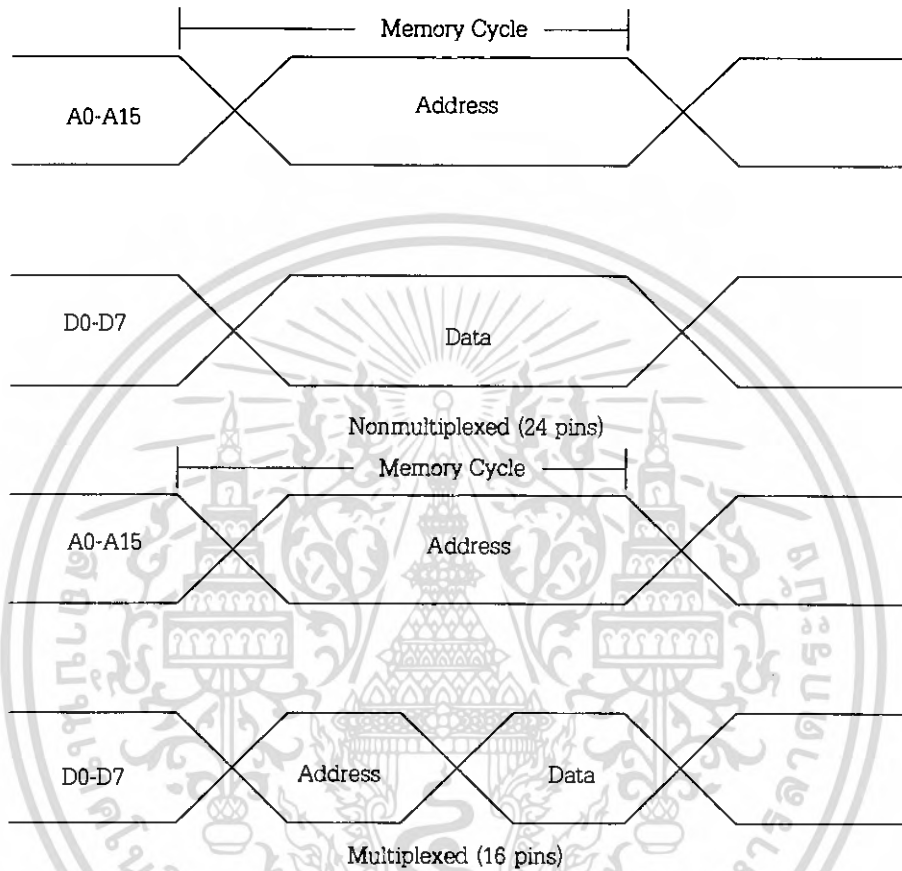 Memory Cycle
A0-A15
Address
D0-D7
Data
Nonmultiplexed (24 pins)
Memory Cycle
A0-A15
Address
D0-D7
Address
Data
Multiplexed (16 pins)